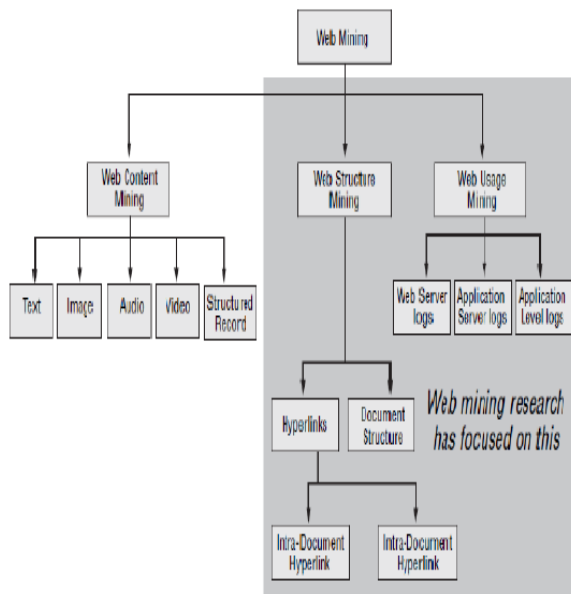 Web Mining
Web Content
Mining
Web Structure
Mining
Web Usage
Mining
Text
Image
Audio
Video
Structured
Record
Web Server
logs
Application
Server logs
Application
Level logs
Hyperlinks
Document
Structure
Web mining research
has focused on this
Intra-Document
Hyperlink
Intra-Document
Hyperlink